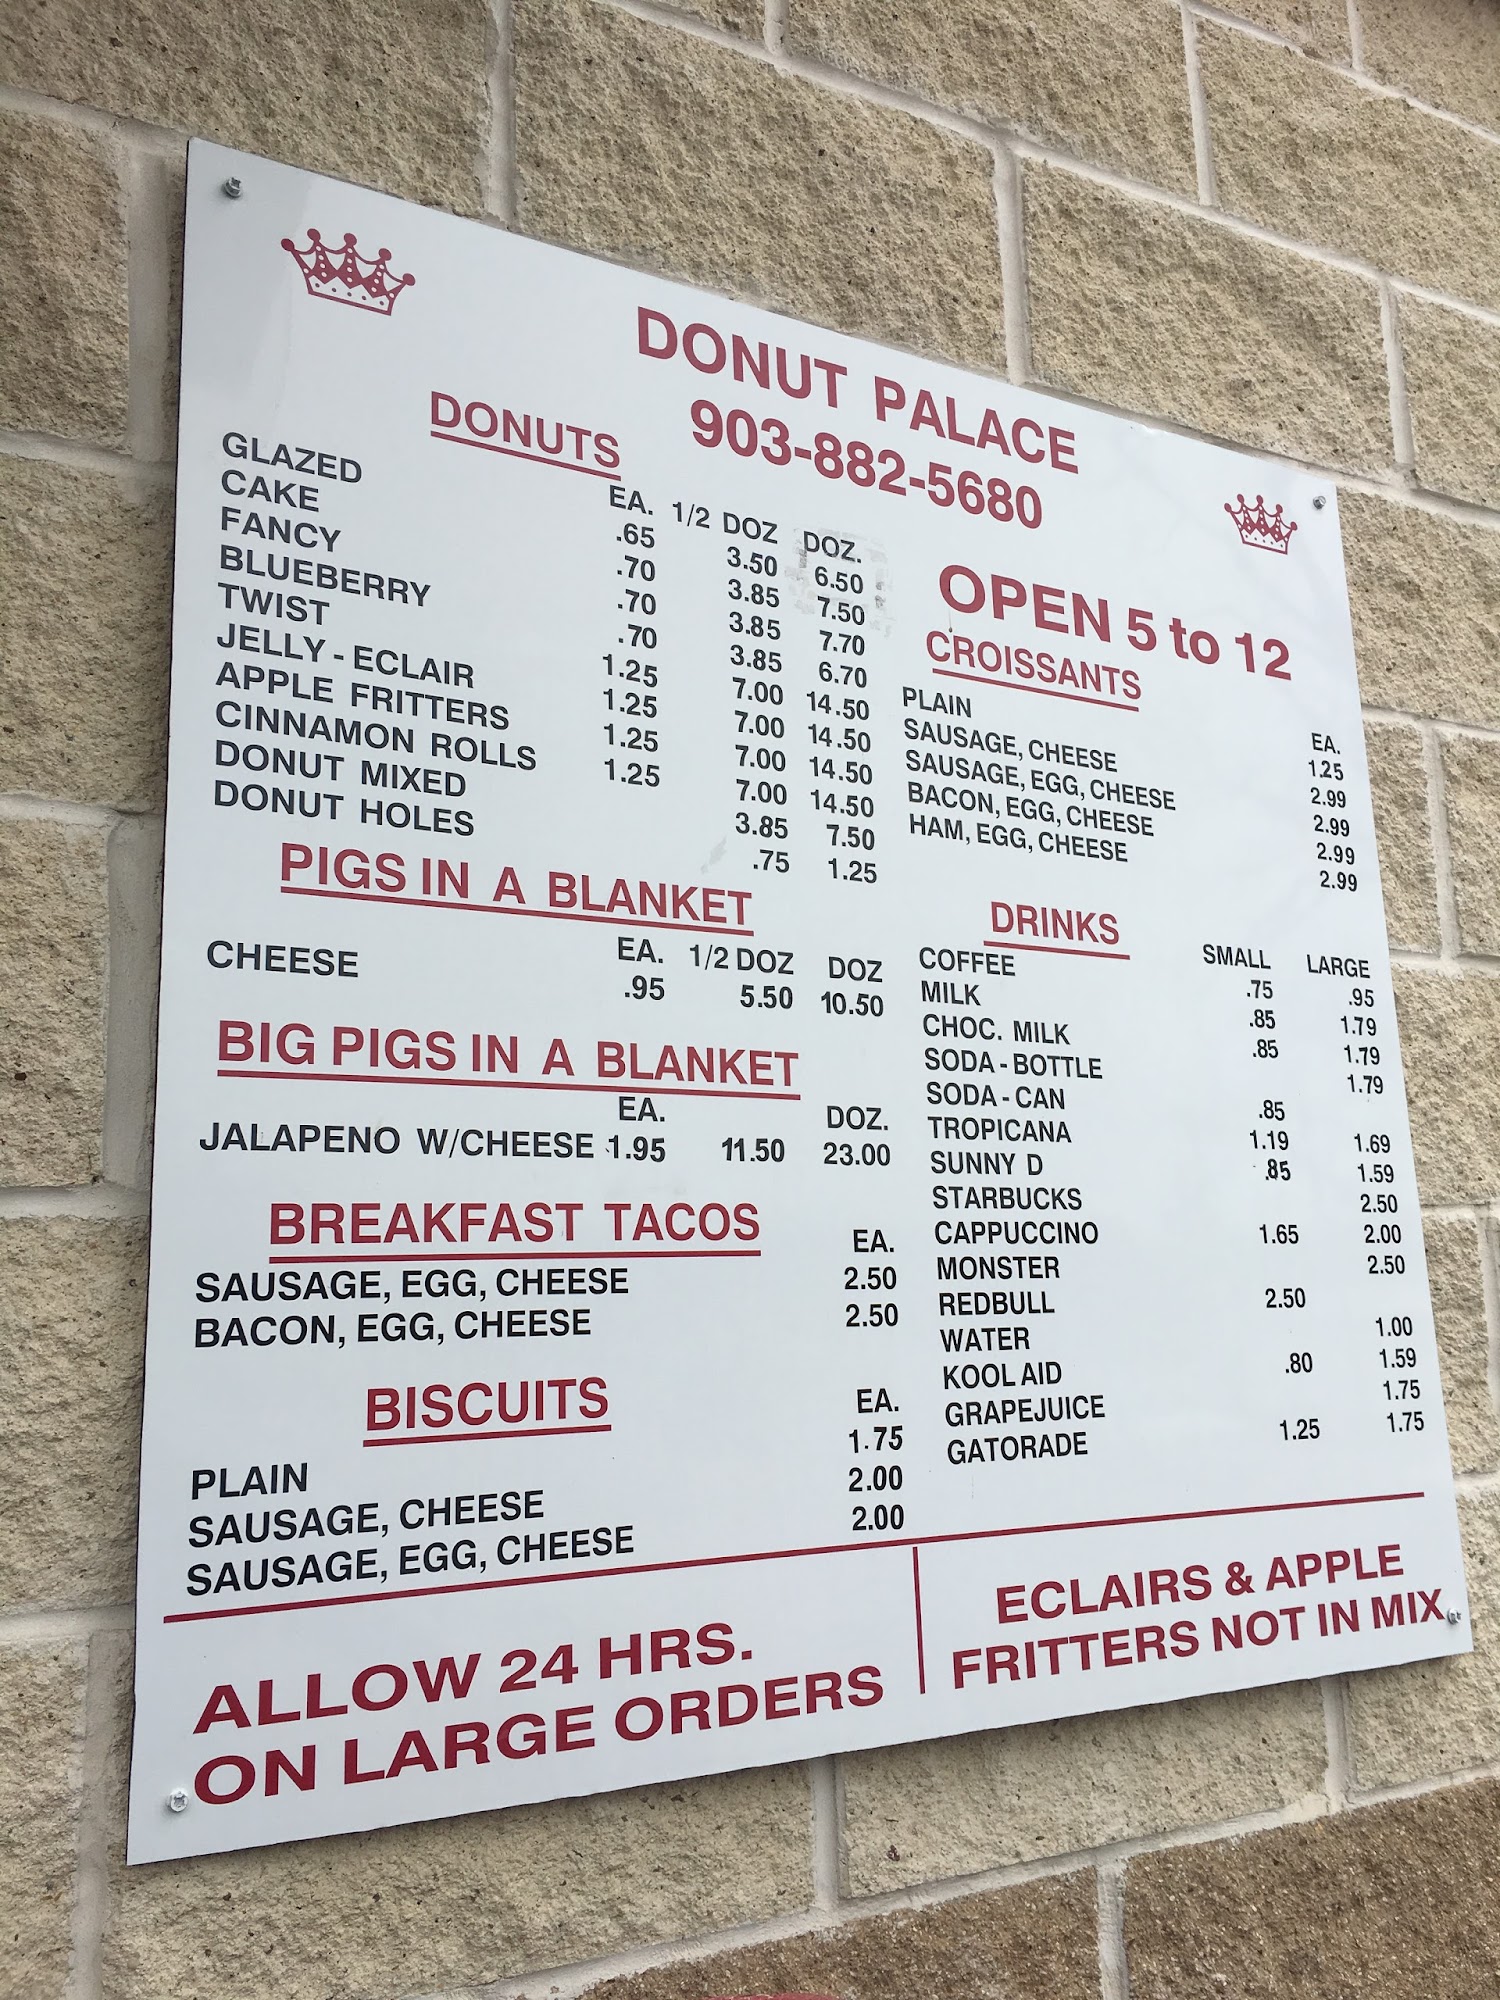 DONUT PALACE
903-882-5680
OPEN 5 to 12
DONUTS
EA. 1/2 DOZ DOZ.
GLAZED .65 3.50 6.50
CAKE .70 3.85 7.50
FANCY .70 3.85 7.70
BLUEBERRY .70 3.85 6.70
TWIST 1.25 7.00 14.50
JELLY - ECLAIR 1.25 7.00 14.50
APPLE FRITTERS 1.25 7.00 14.50
CINNAMON ROLLS 1.25 7.00 14.50
DONUT MIXED 3.85 7.50
DONUT HOLES .75 1.25
PIGS IN A BLANKET
EA. 1/2 DOZ DOZ
CHEESE .95 5.50 10.50
BIG PIGS IN A BLANKET
EA. DOZ.
JALAPENO W/CHEESE 1.95 11.50 23.00
BREAKFAST TACOS
EA.
SAUSAGE, EGG, CHEESE 2.50
BACON, EGG, CHEESE 2.50
BISCUITS
EA.
PLAIN 1.75
SAUSAGE, CHEESE 2.00
SAUSAGE, EGG, CHEESE 2.00
CROISSANTS
EA.
PLAIN 1.25
SAUSAGE, CHEESE 2.99
SAUSAGE, EGG, CHEESE 2.99
BACON, EGG, CHEESE 2.99
HAM, EGG, CHEESE 2.99
DRINKS
SMALL LARGE
COFFEE .75 .95
MILK .85 1.79
CHOC. MILK .85 1.79
SODA - BOTTLE 1.79
SODA - CAN .85
TROPICANA 1.19 1.69
SUNNY D .85 1.59
STARBUCKS 2.50
CAPPUCCINO 1.65 2.00
MONSTER 2.50
REDBULL 2.50
WATER 1.00
KOOL AID .80 1.59
GRAPEJUICE 1.75
GATORADE 1.25 1.75
ALLOW 24 HRS.
ON LARGE ORDERS
ECLAIRS & APPLE
FRITTERS NOT IN MIX